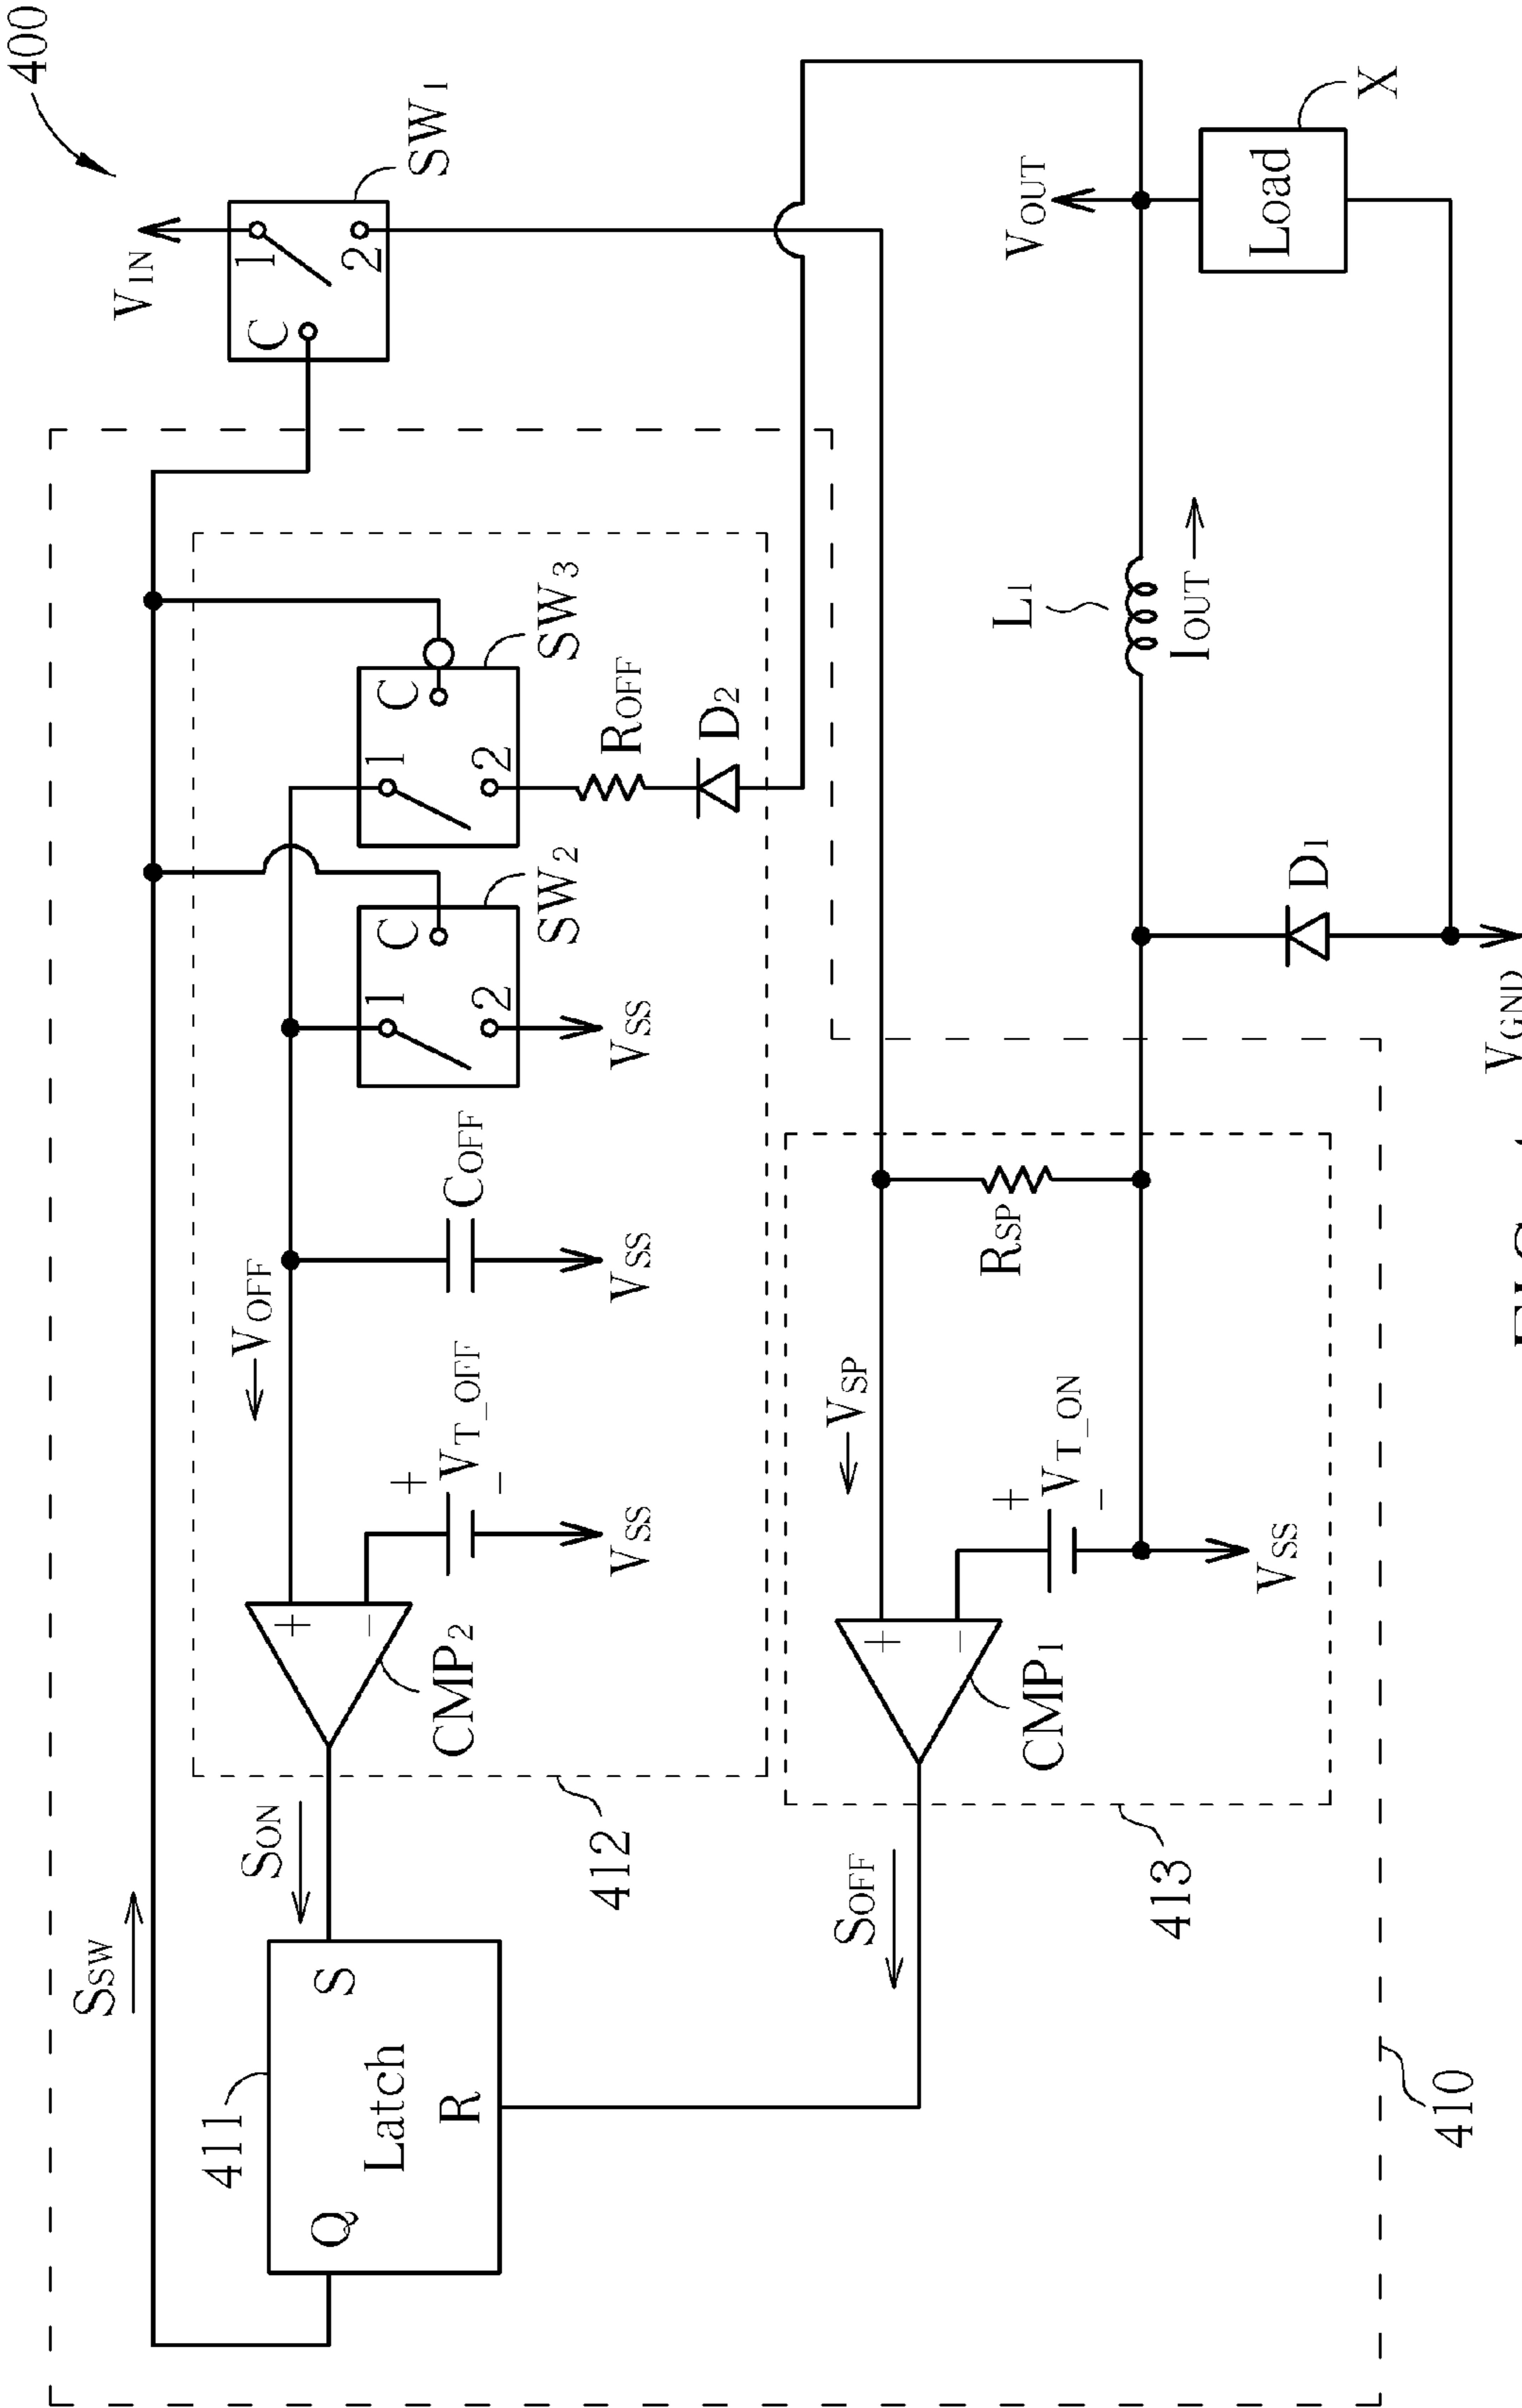 400
VIN
SW1
1
2
C
SSW
SW3
1
2
C
ROFF
D2
SW2
1
2
C
VSS
VOFF
COFF
VSS
+
VT_OFF
-
VSS
+
-
CMP2
SON
412
411
Latch
Q
S
R
VSP
RSP
+
VT_ON
-
VSS
+
-
CMP1
SOFF
413
410
L1
IOUT
VOUT
Load
X
D1
VGND